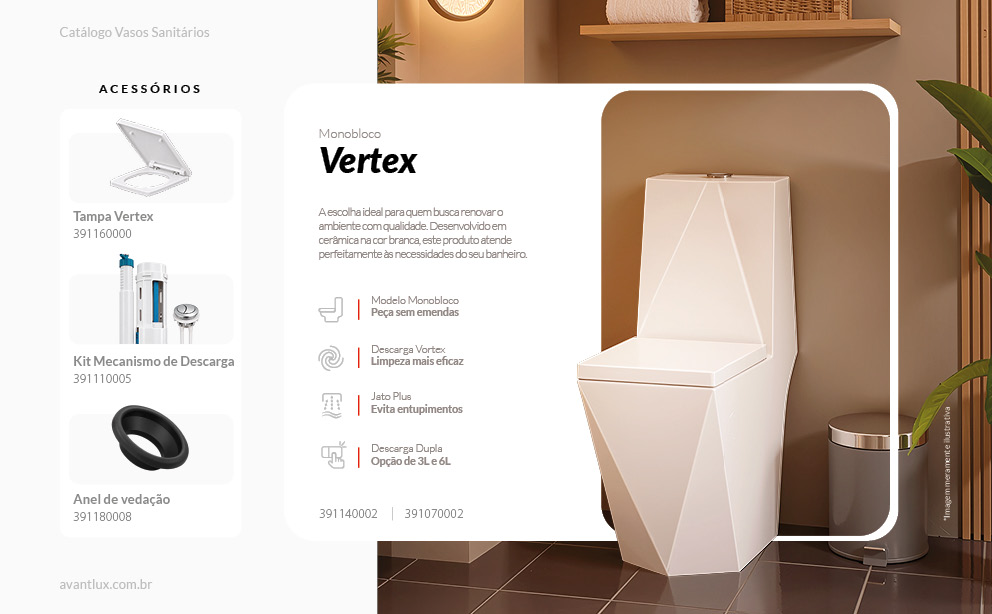 Catálogo Vasos Sanitários
ACESSÓRIOS
Tampa Vertex
391160000
Kit Mecanismo de Descarga
391110005
Anel de vedação
391180008
avantlux.com.br
Monobloco
Vertex
A escolha ideal para quem busca renovar o
ambiente com qualidade. Desenvolvido em
cerâmica na cor branca, este produto atende
perfeitamente às necessidades do seu banheiro.
Modelo Monobloco
Peça sem emendas
Descarga Vortex
Limpeza mais eficaz
Jato Plus
Evita entupimentos
Descarga Dupla
Opção de 3L e 6L
391140002 | 391070002
*Imagem meramente ilustrativa